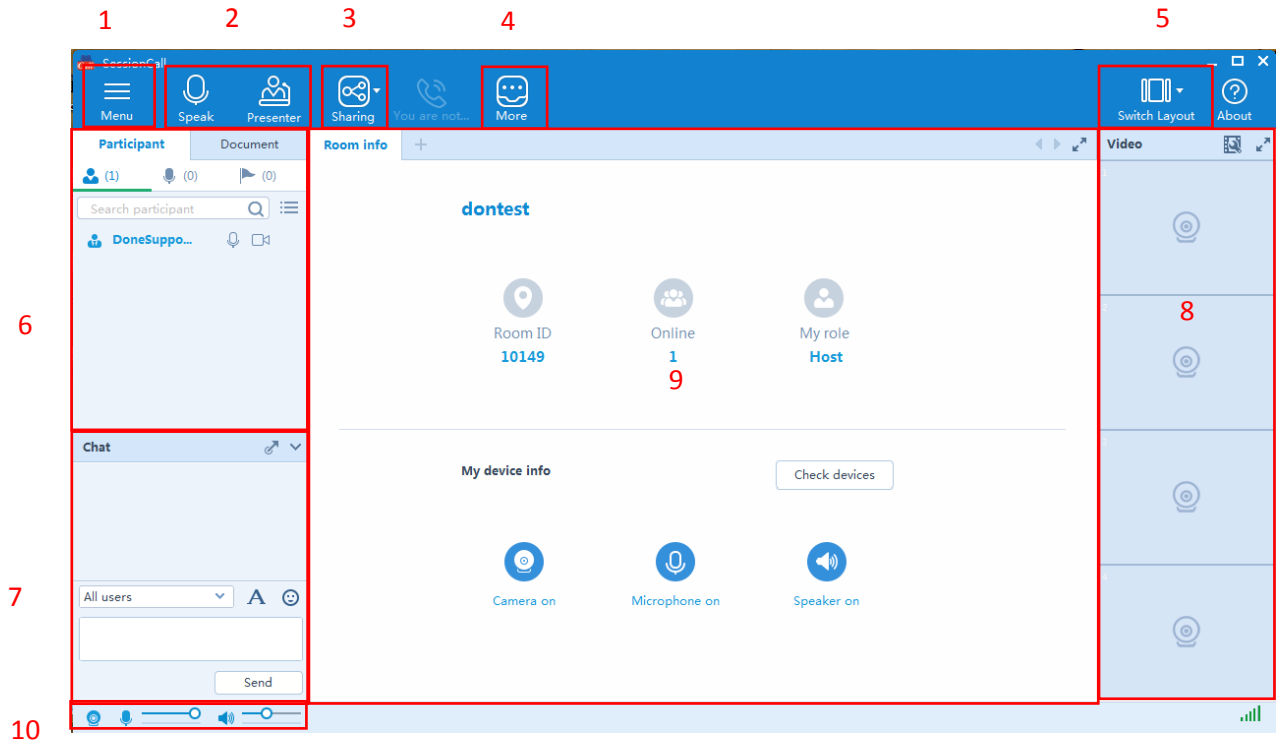 1
2
3
4
5
SessionCall
Menu
Speak
Presenter
Sharing
You are not...
More
Switch Layout
About
Participant
Document
Room info
Video
(1)
(0)
(0)
Search participant
dontest
DoneSuppo...
6
8
Room ID
Online
My role
10149
1
Host
9
Chat
My device info
Check devices
7
All users
A
Camera on
Microphone on
Speaker on
Send
10